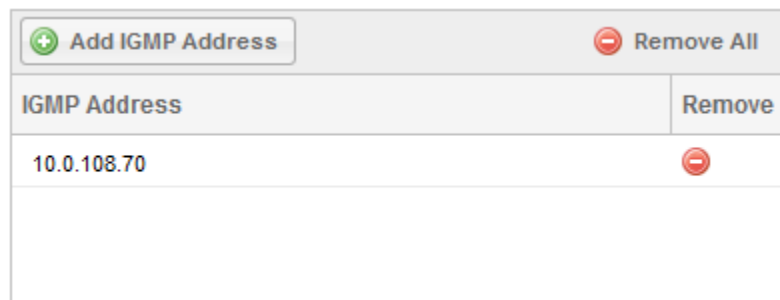 Add IGMP Address Remove All
IGMP Address Remove
10.0.108.70